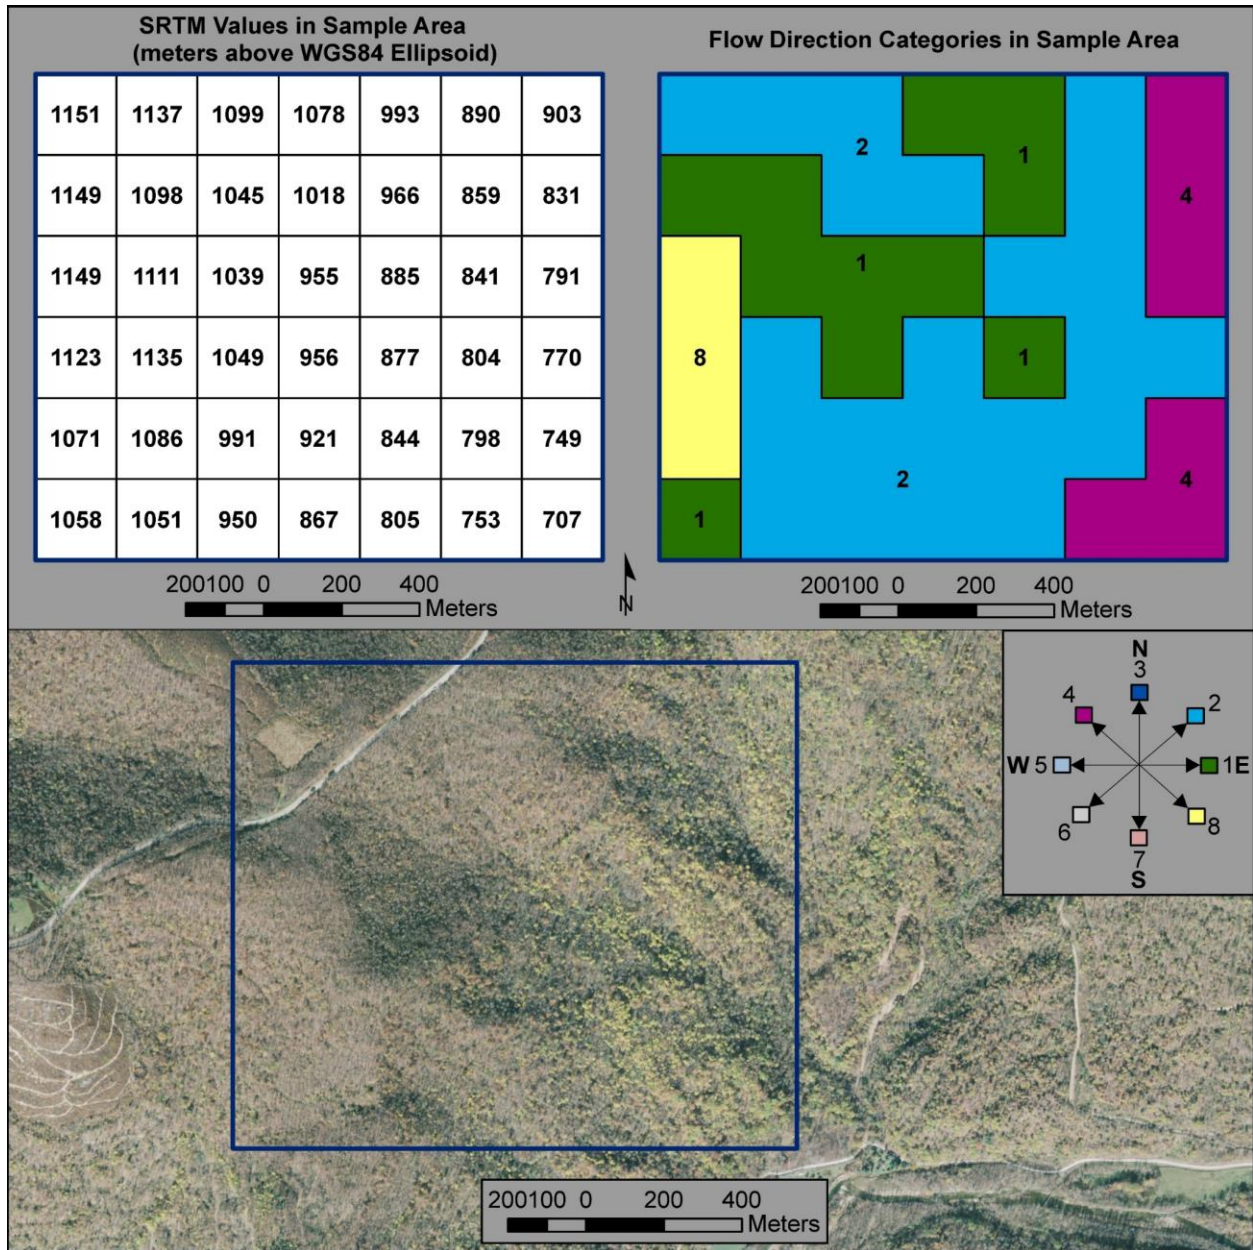 SRTM Values in Sample Area
(meters above WGS84 Ellipsoid)
1151 1137 1099 1078 993 890 903
1149 1098 1045 1018 966 859 831
1149 1111 1039 955 885 841 791
1123 1135 1049 956 877 804 770
1071 1086 991 921 844 798 749
1058 1051 950 867 805 753 707
200100 0 200 400
Meters
N
Flow Direction Categories in Sample Area
2
1
4
1
8
1
2
4
1
200100 0 200 400
Meters
N
3
4
2
W 5
1 E
6
8
7
S
200100 0 200 400
Meters